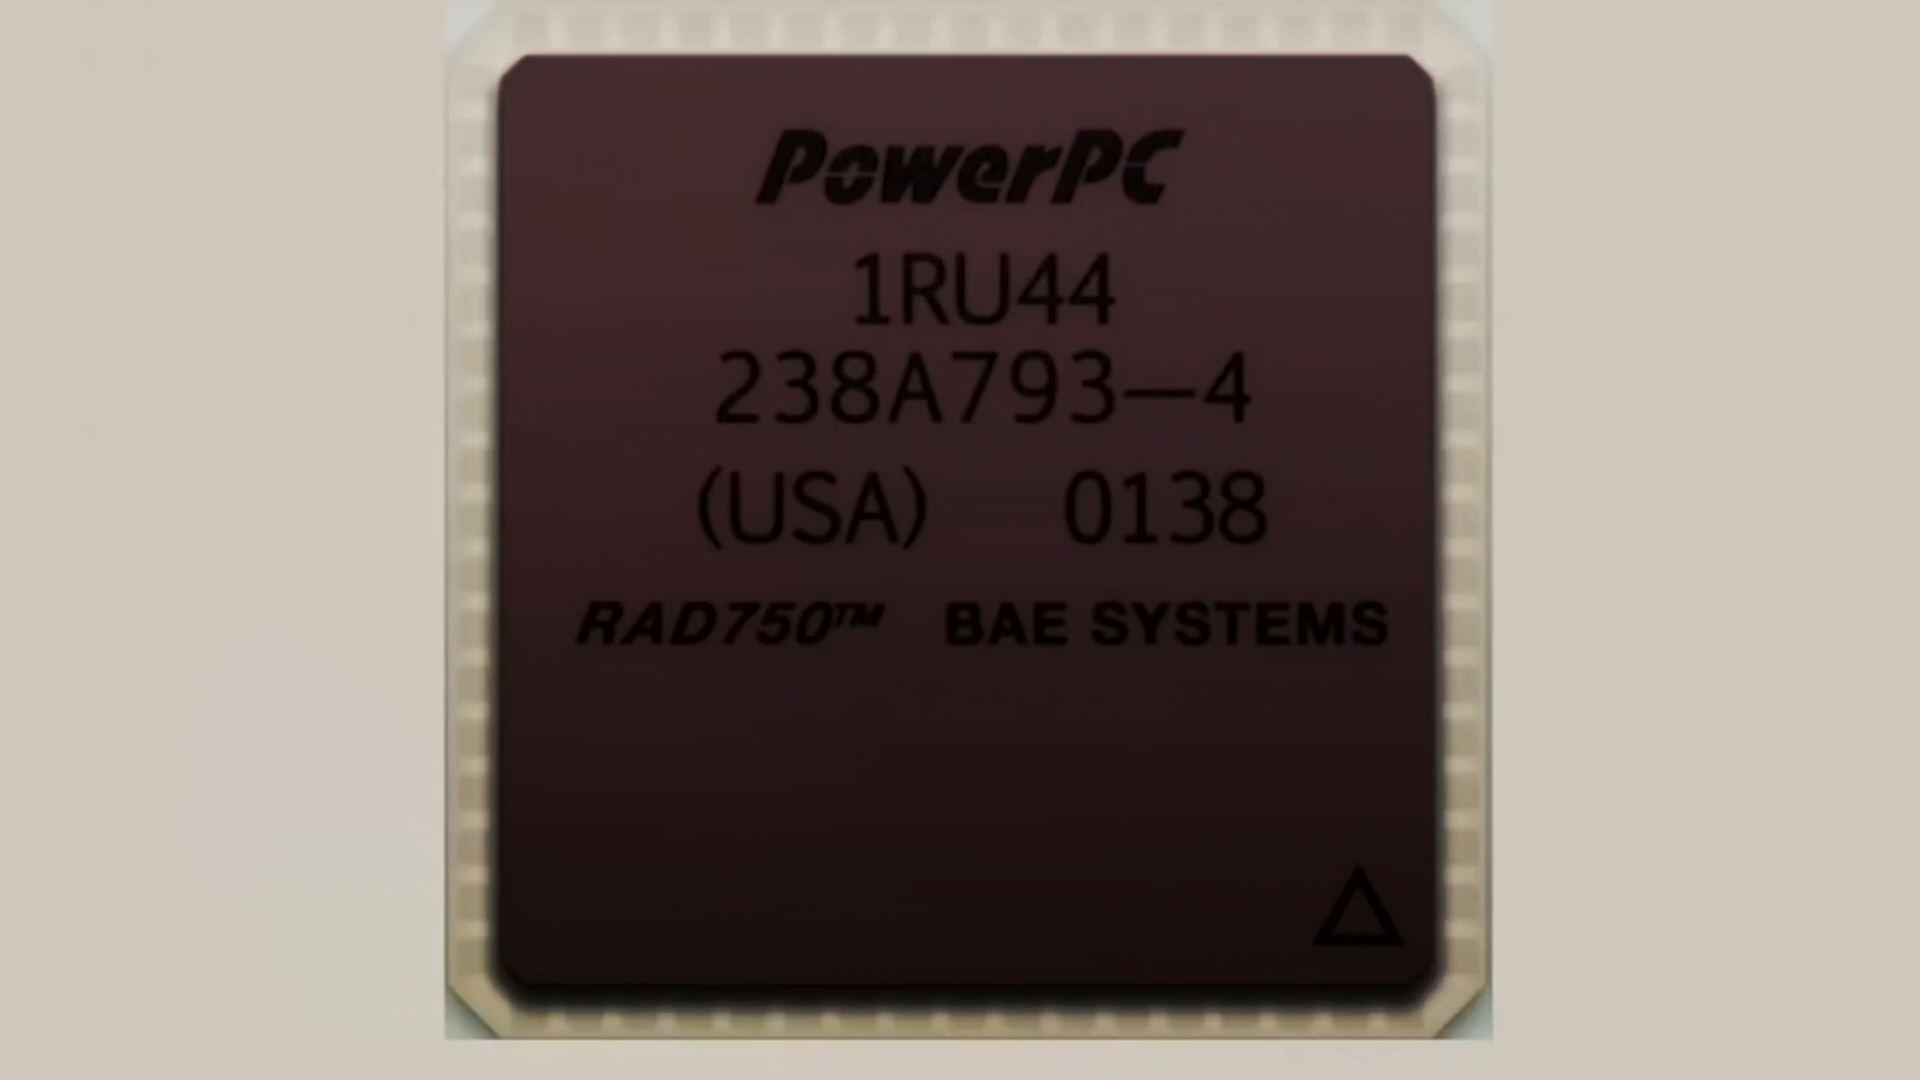 PowerPC
1RU44
238A793—4
(USA) 0138
RAD750™ BAE SYSTEMS